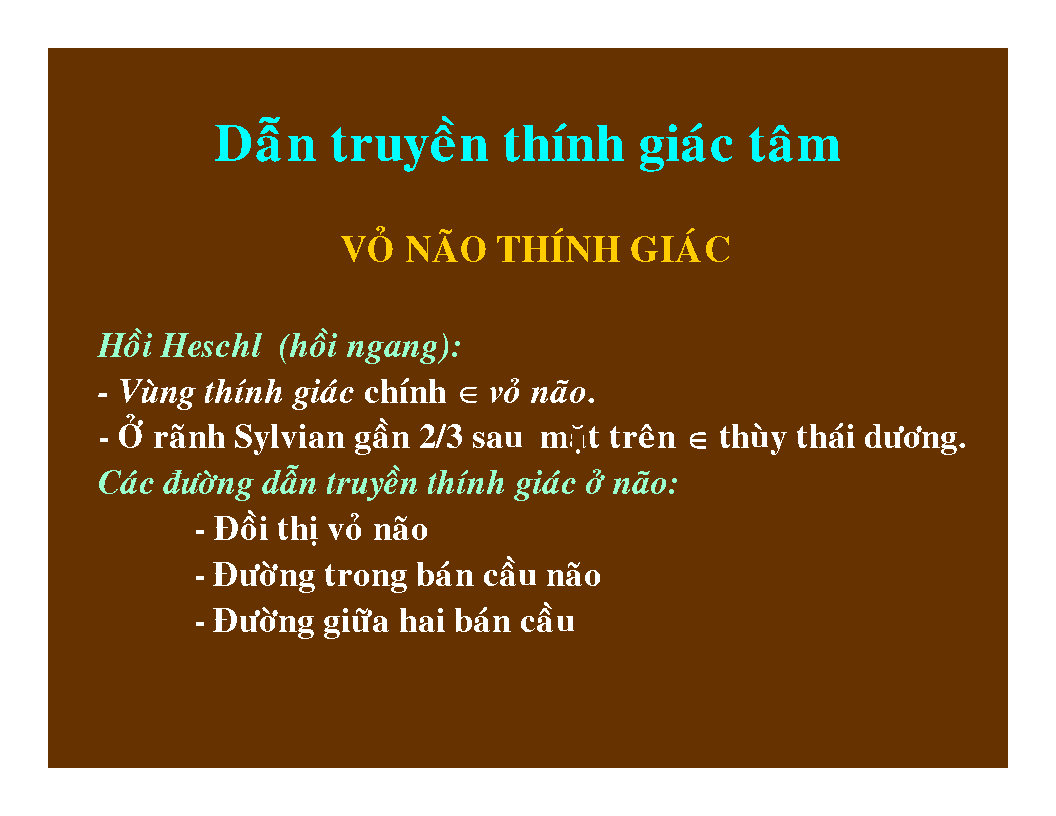 Dẫn truyền thính giác tâm
VỎ NÃO THÍNH GIÁC
Hồi Heschl (hồi ngang):
- Vùng thính giác chính ∈ vỏ não.
- Ở rãnh Sylvian gần 2/3 sau mặt trên ∈ thùy thái dương.
Các đường dẫn truyền thính giác ở não:
- Đồi thị vỏ não
- Đường trong bán cầu não
- Đường giữa hai bán cầu